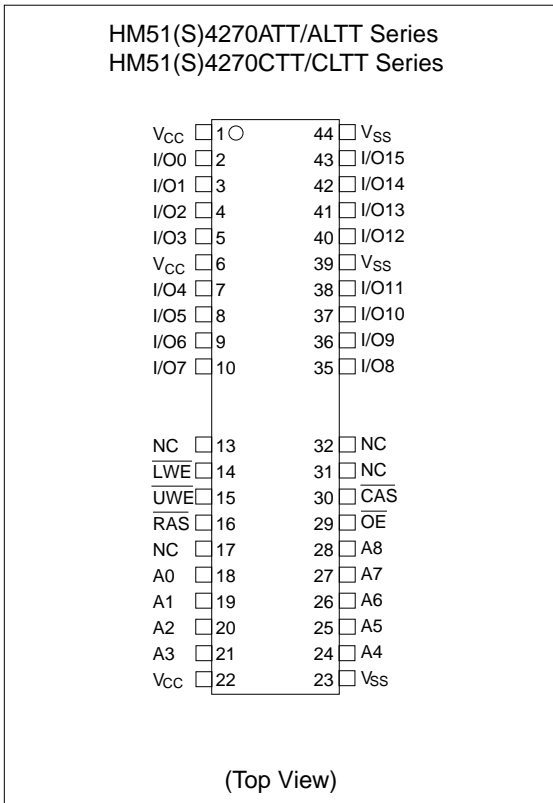 HM51(S)4270ATT/ALTT Series
HM51(S)4270CTT/CLTT Series
VCC 1 44 VSS
I/O0 2 43 I/O15
I/O1 3 42 I/O14
I/O2 4 41 I/O13
I/O3 5 40 I/O12
VCC 6 39 VSS
I/O4 7 38 I/O11
I/O5 8 37 I/O10
I/O6 9 36 I/O9
I/O7 10 35 I/O8
NC 13 32 NC
LWE 14 31 NC
UWE 15 30 CAS
RAS 16 29 OE
NC 17 28 A8
A0 18 27 A7
A1 19 26 A6
A2 20 25 A5
A3 21 24 A4
VCC 22 23 VSS
(Top View)